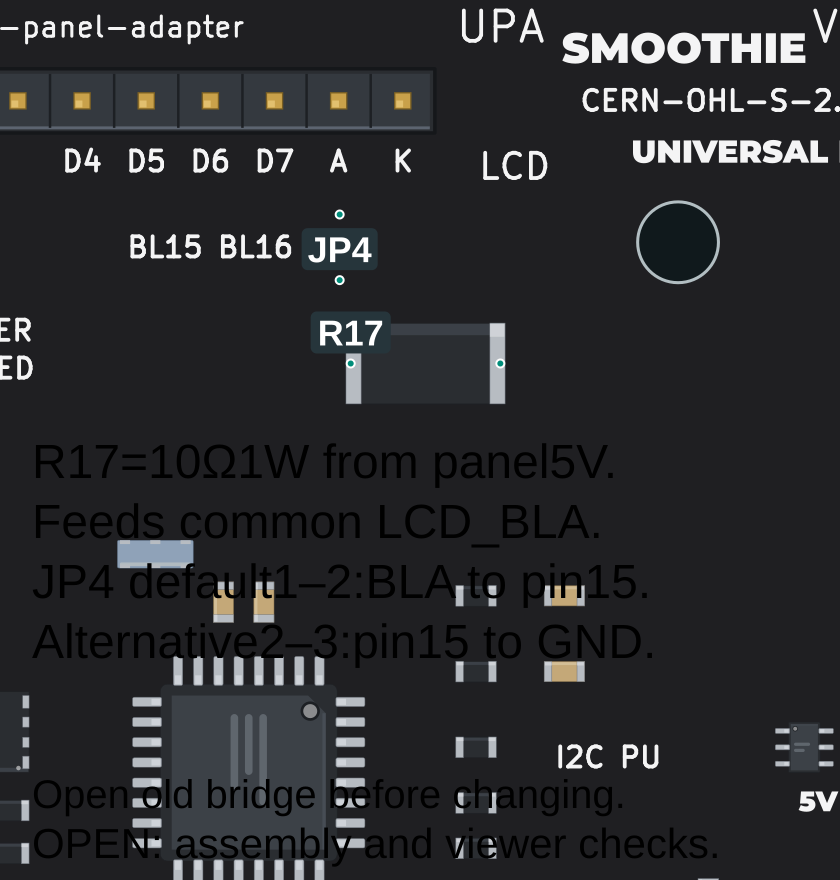 –panel–adapter
UPA
SMOOTHIE
CERN–OHL–S–2.
UNIVERSAL
D4 D5 D6 D7 A K
LCD
BL15 BL16 JP4
R17
ER
ED
R17=10Ω1W from panel5V.
Feeds common LCD_BLA.
JP4 default1–2:BLA to pin15.
Alternative2–3:pin15 to GND.
I2C PU
Open old bridge before changing.
5V
OPEN: assembly and viewer checks.